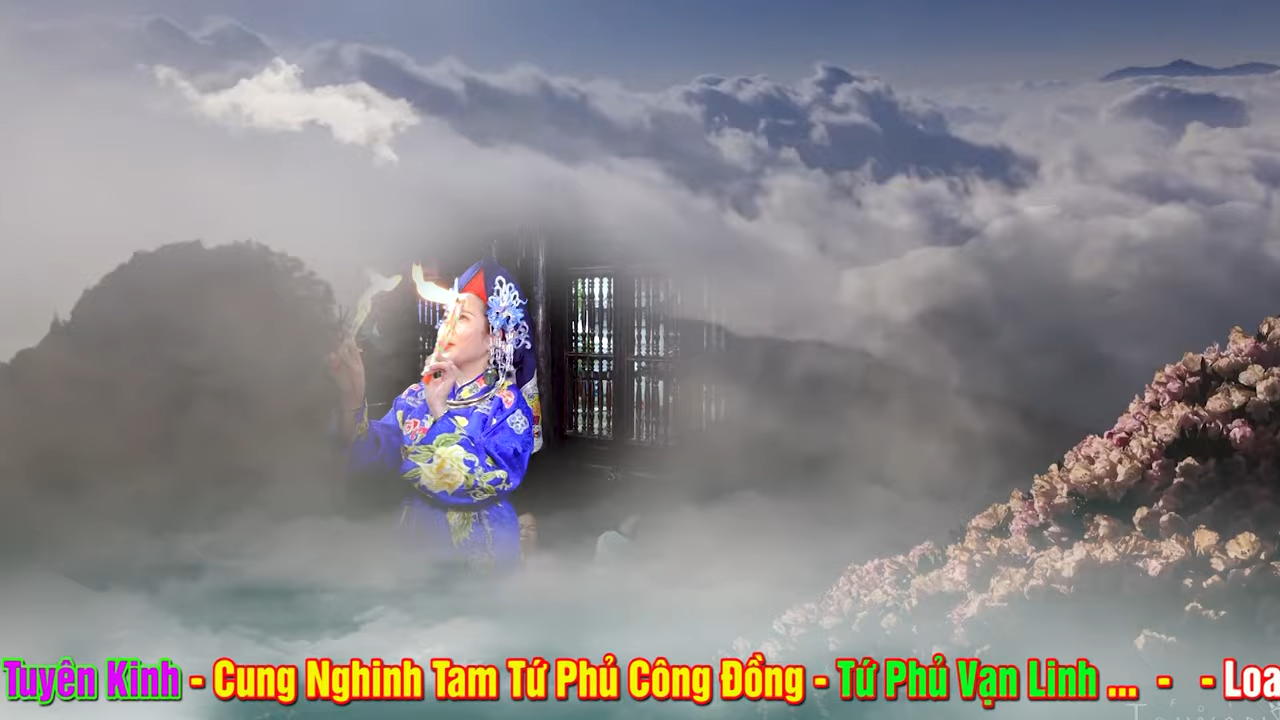 Tuyên Kinh - Cung Nghinh Tam Tứ Phủ Công Đồng - Tứ Phủ Vạn Linh ... - - Loa